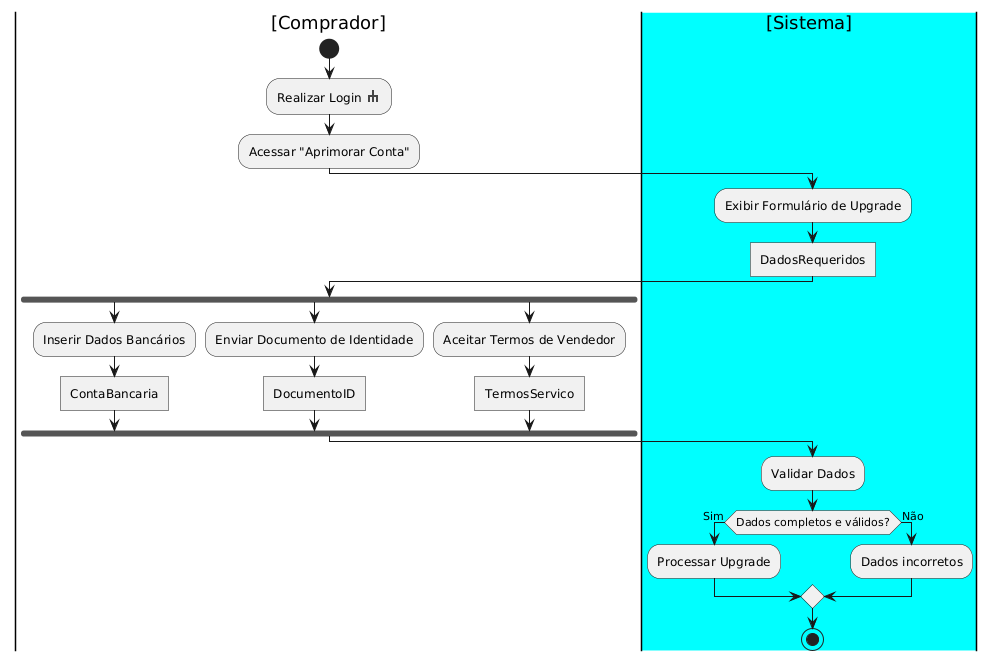 [Comprador]
[Sistema]
Realizar Login
Acessar "Aprimorar Conta"
Exibir Formulário de Upgrade
DadosRequeridos
Inserir Dados Bancários
Enviar Documento de Identidade
Aceitar Termos de Vendedor
ContaBancaria
DocumentoID
TermosServico
Validar Dados
Sim
Dados completos e válidos?
Não
Processar Upgrade
Dados incorretos